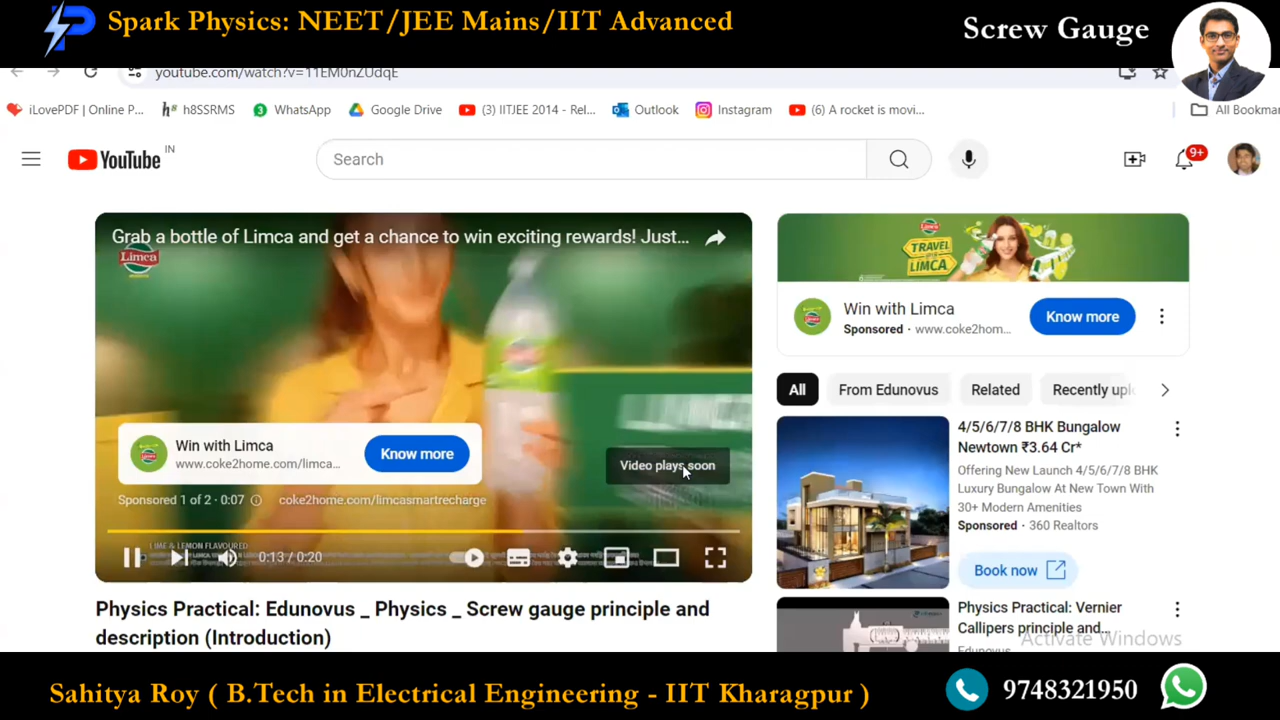 Spark Physics: NEET/JEE Mains/IIT Advanced
Screw Gauge
youtube.com/watch?v=11EM0nZUdqE
iLovePDF | Online P...
h8SSRMS
WhatsApp
Google Drive
(3) IITJEE 2014 - Rel...
Outlook
Instagram
(6) A rocket is movi...
All Bookmar
YouTube IN
Search
9+
Grab a bottle of Limca and get a chance to win exciting rewards! Just...
Limca
Win with Limca
www.coke2home.com/limca...
Know more
Video plays soon
Sponsored 1 of 2 · 0:07
coke2home.com/limcasmartrecharge
LIME & LEMON FLAVOURED
0:13 / 0:20
Physics Practical: Edunovus _ Physics _ Screw gauge principle and
description (Introduction)
TRAVEL
LIMCA
Win with Limca
Sponsored · www.coke2hom...
Know more
All
From Edunovus
Related
Recently uplo
4/5/6/7/8 BHK Bungalow
Newtown ₹3.64 Cr*
Offering New Launch 4/5/6/7/8 BHK
Luxury Bungalow At New Town With
30+ Modern Amenities
Sponsored · 360 Realtors
Book now
Physics Practical: Vernier
Callipers principle and...
Edunovus
Activate Windows
Sahitya Roy ( B.Tech in Electrical Engineering - IIT Kharagpur )
9748321950